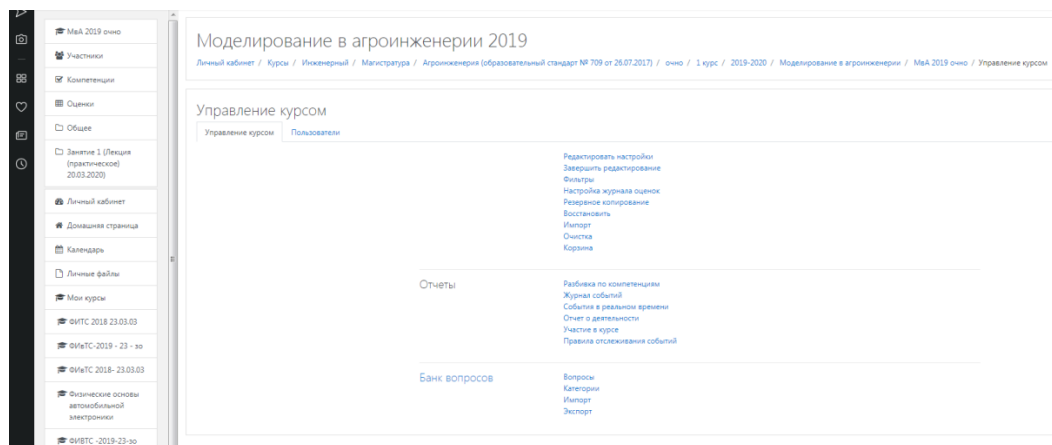 МвА 2019 очно
Участники
Компетенции
Оценки
Общее
Занятие 1 (Лекция
(практическое)
20.03.2020)
Личный кабинет
Домашняя страница
Календарь
Личные файлы
Мои курсы
ФИТС 2018 23.03.03
ФИвТС-2019 - 23 - зо
ФИвТС 2018- 23.03.03
Физические основы
автомобильной
электроники
ФИВТС -2019-23-зо
Моделирование в агроинженерии 2019
Личный кабинет / Курсы / Инженерный / Магистратура / Агроинженерия (образовательный стандарт № 709 от 26.07.2017) / очно / 1 курс / 2019-2020 / Моделирование в агроинженерии / МвА 2019 очно / Управление курсом
Управление курсом
Управление курсом Пользователи
Редактировать настройки
Завершить редактирование
Фильтры
Настройка журнала оценок
Резервное копирование
Восстановить
Импорт
Очистка
Корзина
Отчеты
Разбивка по компетенциям
Журнал событий
События в реальном времени
Отчет о деятельности
Участие в курсе
Правила отслеживания событий
Банк вопросов
Вопросы
Категории
Импорт
Экспорт